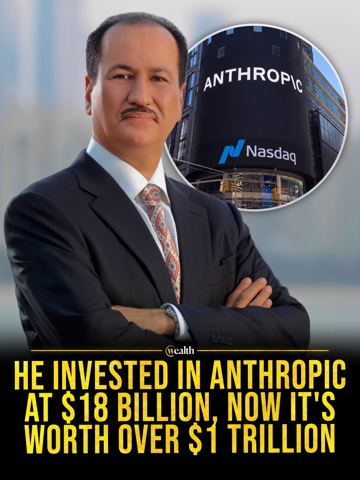 ANTHROPIC
Nasdaq
wealth
HE INVESTED IN ANTHROPIC
AT $18 BILLION, NOW IT'S
WORTH OVER $1 TRILLION